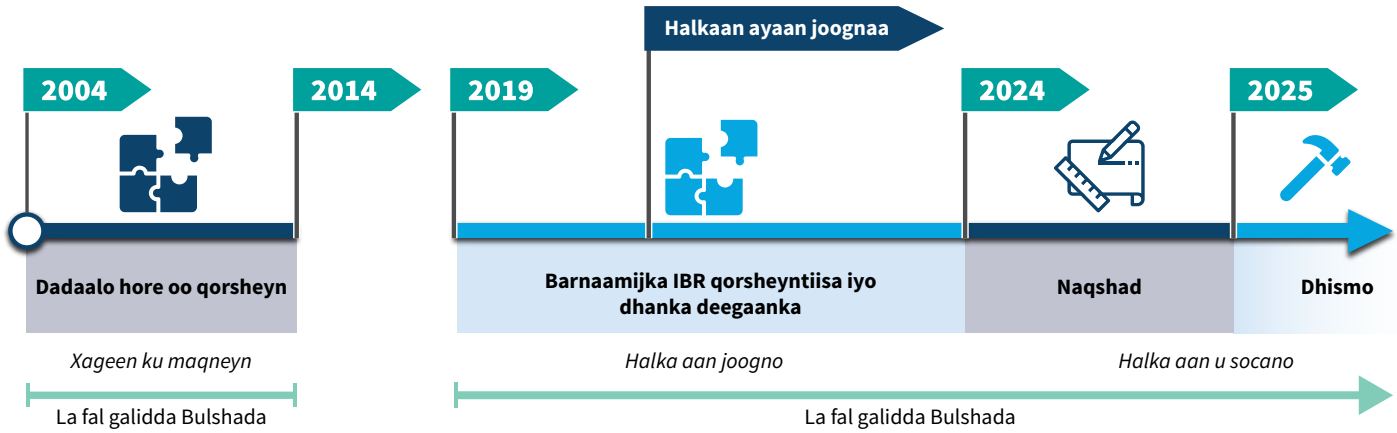 Halkaan ayaan joognaa
2004
2014
2019
2024
2025
Dadaalo hore oo qorsheyn
Barnaamijka IBR qorsheyntiisa iyo
dhanka deegaanka
Naqshad
Dhismo
Xageen ku maqneyn
Halka aan joogno
Halka aan u socano
La fal galidda Bulshada
La fal galidda Bulshada